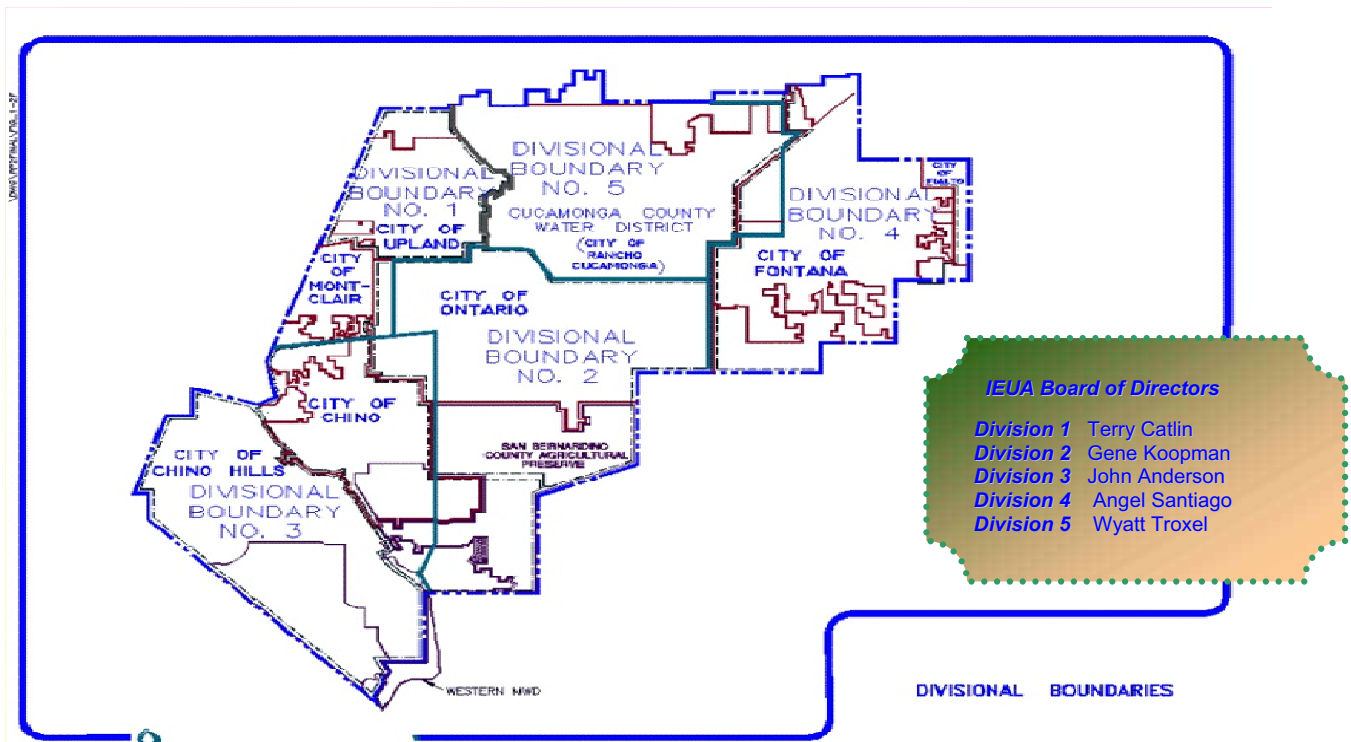 DIVISIONAL
BOUNDARY
NO. 5
DIVISIONAL
BOUNDARY
NO. 1
CUCAMONGA COUNTY
WATER DISTRICT
(CITY OF
RANCHO
CUCAMONGA)
CITY OF
UPLAND
CITY
OF
MONT-
CLAIR
CITY
OF
RIALTO
DIVISIONAL
BOUNDARY
NO. 4
CITY OF
FONTANA
CITY OF
ONTARIO
DIVISIONAL
BOUNDARY
NO. 2
CITY OF
CHINO
SAN BERNARDINO
COUNTY AGRICULTURAL
PRESERVE
CITY OF
CHINO HILLS
DIVISIONAL
BOUNDARY
NO. 3
WESTERN MWD
IEUA Board of Directors
Division 1 Terry Catlin
Division 2 Gene Koopman
Division 3 John Anderson
Division 4 Angel Santiago
Division 5 Wyatt Troxel
DIVISIONAL BOUNDARIES